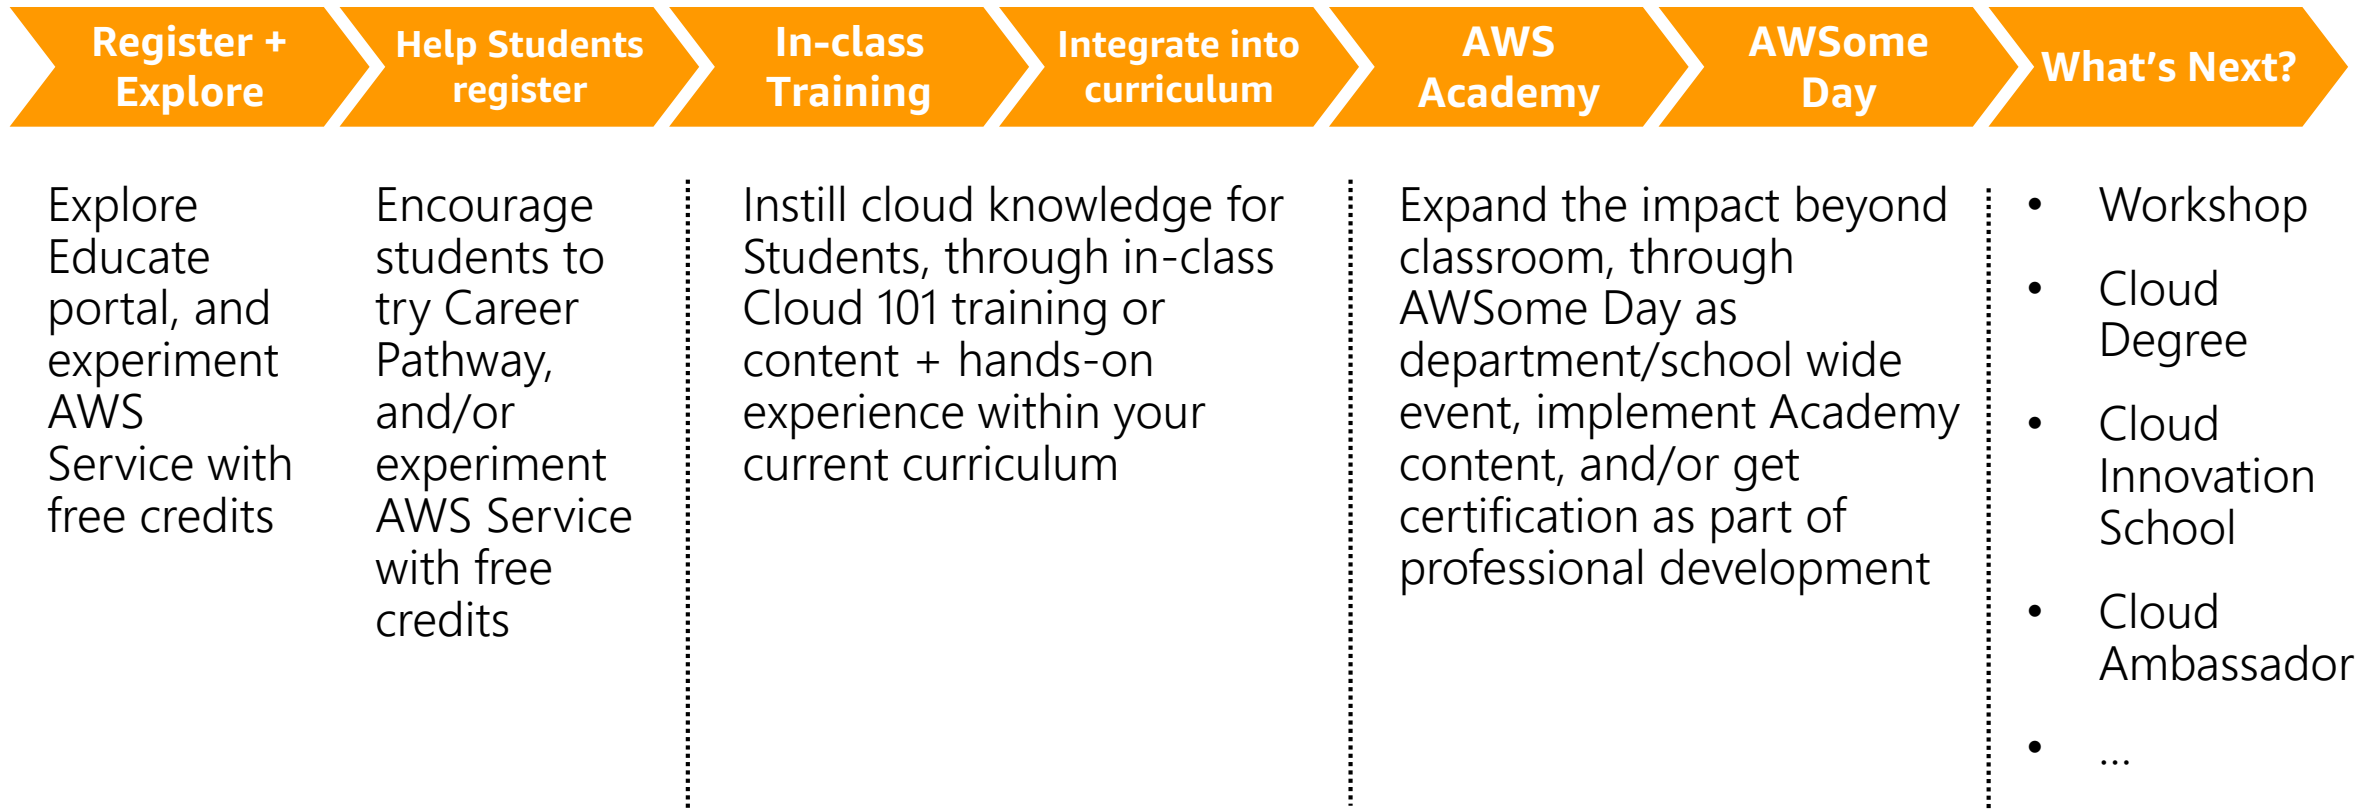 Register +
Explore
Help Students
register
In-class
Training
Integrate into
curriculum
AWS
Academy
AWSome
Day
What's Next?
Explore
Educate
portal, and
experiment
AWS
Service with
free credits
Encourage
students to
try Career
Pathway,
and/or
experiment
AWS Service
with free
credits
Instill cloud knowledge for
Students, through in-class
Cloud 101 training or
content + hands-on
experience within your
current curriculum
Expand the impact beyond
classroom, through
AWSome Day as
department/school wide
event, implement Academy
content, and/or get
certification as part of
professional development
• Workshop
• Cloud
Degree
• Cloud
Innovation
School
• Cloud
Ambassador
• ...